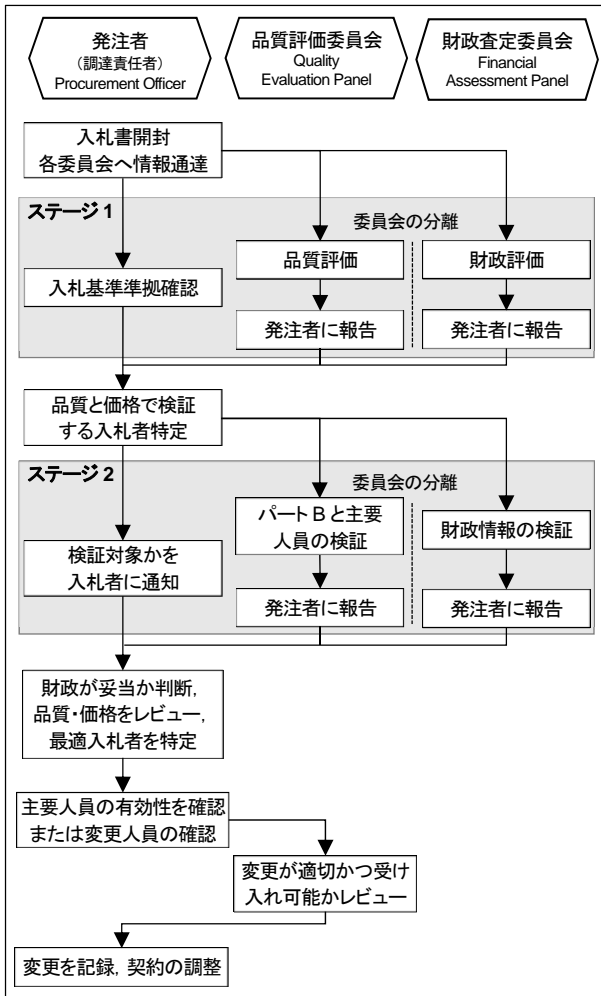 発注者
（調達責任者）
Procurement Officer
品質評価委員会
Quality
Evaluation Panel
財政査定委員会
Financial
Assessment Panel
入札書開封
各委員会へ情報通達
ステージ 1
委員会の分離
入札基準準拠確認
品質評価
財政評価
発注者に報告
発注者に報告
品質と価格で検証
する入札者特定
ステージ 2
委員会の分離
検証対象かを
入札者に通知
パート B と主要
人員の検証
財政情報の検証
発注者に報告
発注者に報告
財政が妥当か判断，
品質・価格をレビュー，
最適入札者を特定
主要人員の有効性を確認
または変更人員の確認
変更が適切かつ受け
入れ可能かレビュー
変更を記録，契約の調整